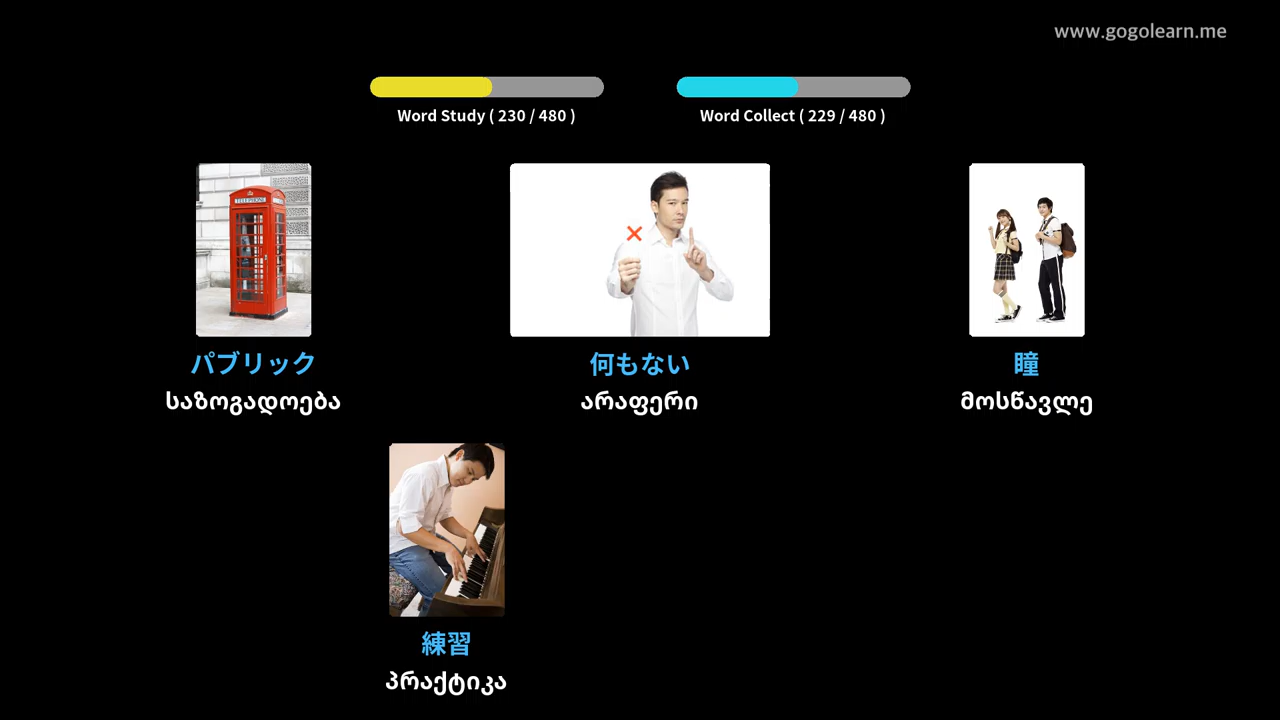 www.gogolearn.me
Word Study ( 230 / 480 )
Word Collect ( 229 / 480 )
TELEPHONE
パブリック
საზოგადოება
何もない
არაფერი
瞳
მოსწავლე
練習
პრაქტიკა